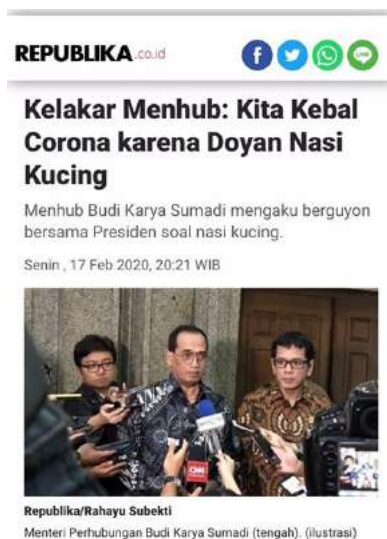 REPUBLIKA.co.id
Kelakar Menhub: Kita Kebal
Corona karena Doyan Nasi
Kucing
Menhub Budi Karya Sumadi mengaku berguyon
bersama Presiden soal nasi kucing.
Senin , 17 Feb 2020, 20:21 WIB
CNN
Republika/Rahayu Subekti
Menteri Perhubungan Budi Karya Sumadi (tengah). (ilustrasi)